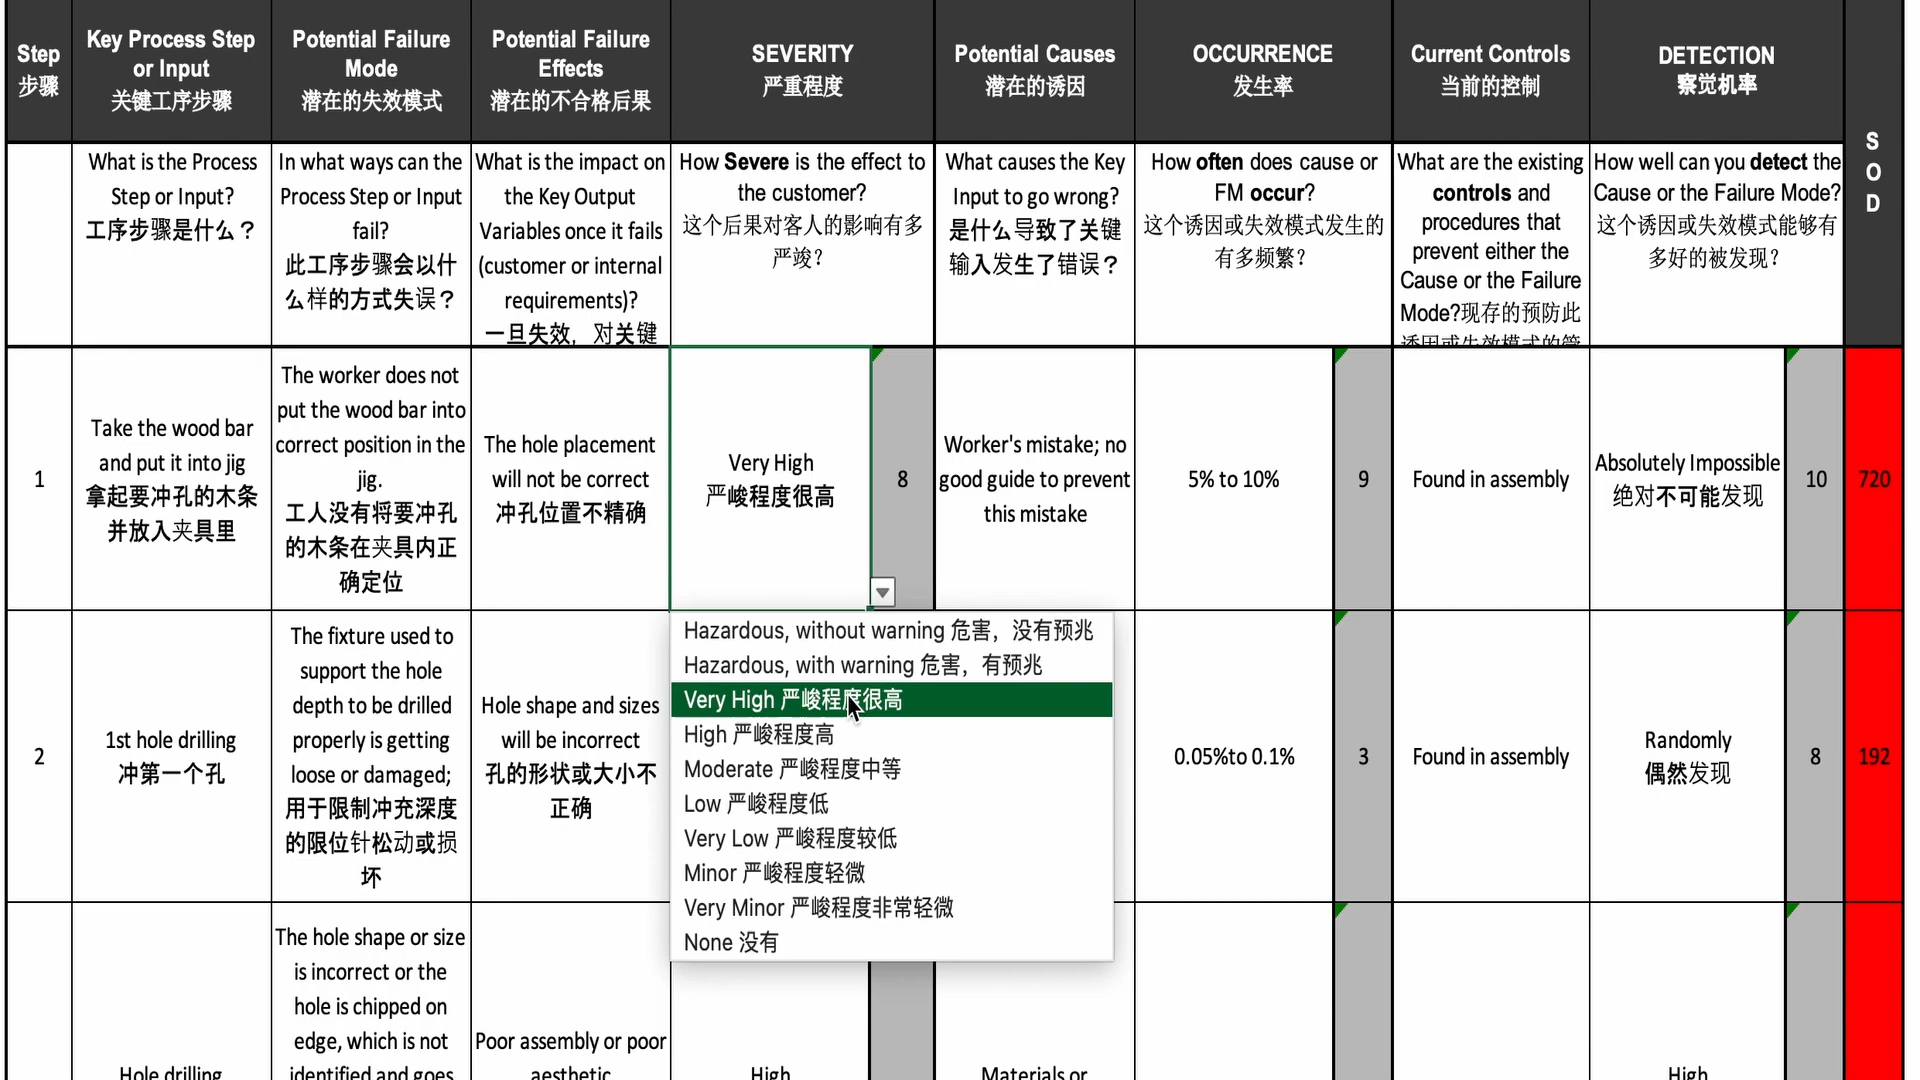 Step
步骤
Key Process Step
or Input
关键工序步骤
Potential Failure
Mode
潜在的失效模式
Potential Failure
Effects
潜在的不合格后果
SEVERITY
严重程度
Potential Causes
潜在的诱因
OCCURRENCE
发生率
Current Controls
当前的控制
DETECTION
察觉机率
S
O
D
What is the Process
Step or Input?
工序步骤是什么？
In what ways can the
Process Step or Input
fail?
此工序步骤会以什
么样的方式失误？
What is the impact on
the Key Output
Variables once it fails
(customer or internal
requirements)?
一旦失效，对关键
How Severe is the effect to
the customer?
这个后果对客人的影响有多
严竣?
What causes the Key
Input to go wrong?
是什么导致了关键
输入发生了错误？
How often does cause or
FM occur?
这个诱因或失效模式发生的
有多频繁?
What are the existing
controls and
procedures that
prevent either the
Cause or the Failure
Mode?现存的预防此
诱因或失效模式的管
How well can you detect the
Cause or the Failure Mode?
这个诱因或失效模式能够有
多好的被发现?
1
Take the wood bar
and put it into jig
拿起要冲孔的木条
并放入夹具里
The worker does not
put the wood bar into
correct position in the
jig.
工人没有将要冲孔
的木条在夹具内正
确定位
The hole placement
will not be correct
冲孔位置不精确
Very High
严峻程度很高
8
Worker's mistake; no
good guide to prevent
this mistake
5% to 10%
9
Found in assembly
Absolutely Impossible
绝对不可能发现
10
720
2
1st hole drilling
冲第一个孔
The fixture used to
support the hole
depth to be drilled
properly is getting
loose or damaged;
用于限制冲充深度
的限位针松动或损
坏
Hole shape and sizes
will be incorrect
孔的形状或大小不
正确
Hazardous, without warning 危害，没有预兆
Hazardous, with warning 危害，有预兆
Very High 严峻程度很高
High 严峻程度高
Moderate 严峻程度中等
Low 严峻程度低
Very Low 严峻程度较低
Minor 严峻程度轻微
Very Minor 严峻程度非常轻微
None 没有
0.05%to 0.1%
3
Found in assembly
Randomly
偶然发现
8
192
Hole drilling
The hole shape or size
is incorrect or the
hole is chipped on
edge, which is not
identified and goes
Poor assembly or poor
aesthetic
High
Materials or
High